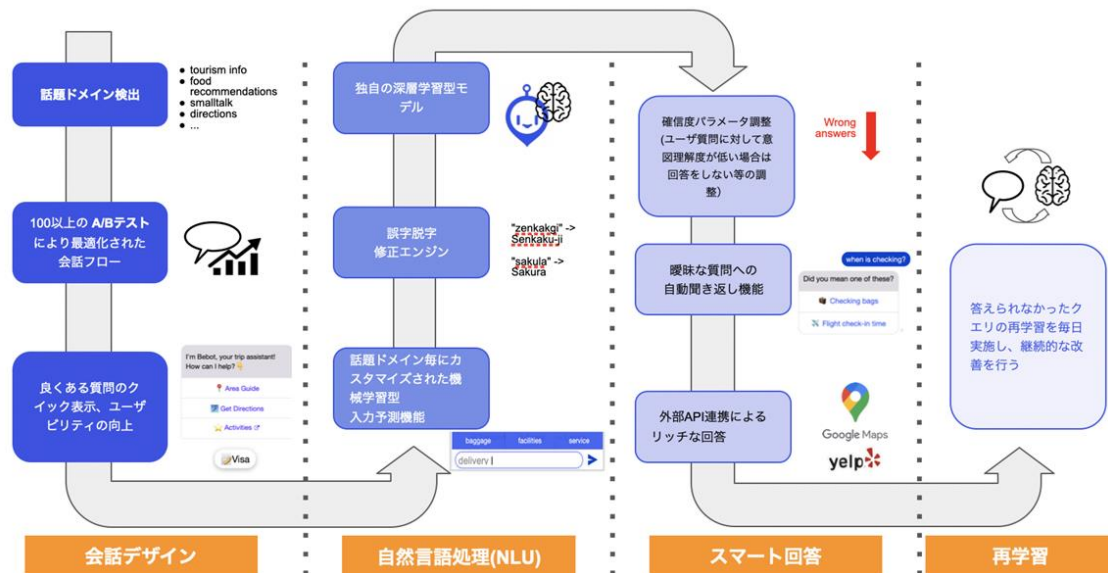 話題ドメイン検出
● tourism info
● food
recommendations
● smalltalk
● directions
● ...
100以上の A/Bテスト
により最適化された
会話フロー
良くある質問のク
イック表示、ユーザ
ビリティの向上
I'm Bebot, your trip assistant!
How can I help?
Area Guide
Get Directions
Activities
Visa
会話デザイン
独自の深層学習型モ
デル
誤字脱字
修正エンジン
"zenkakqi" ->
Senkaku-ji
"sakula" ->
Sakura
話題ドメイン毎にカ
スタマイズされた機
械学習型
入力予測機能
baggage facilities service
delivery
自然言語処理(NLU)
確信度パラメータ調整
(ユーザ質問に対して意
図理解度が低い場合は
回答をしない等の調
整)
Wrong
answers
曖昧な質問への
自動聞き返し機能
when is checking?
Did you mean one of these?
Checking bags
Flight check-in time
外部API連携による
リッチな回答
Google Maps
yelp
スマート回答
答えられなかったク
エリの再学習を毎日
実施し、継続的な改
善を行う
再学習